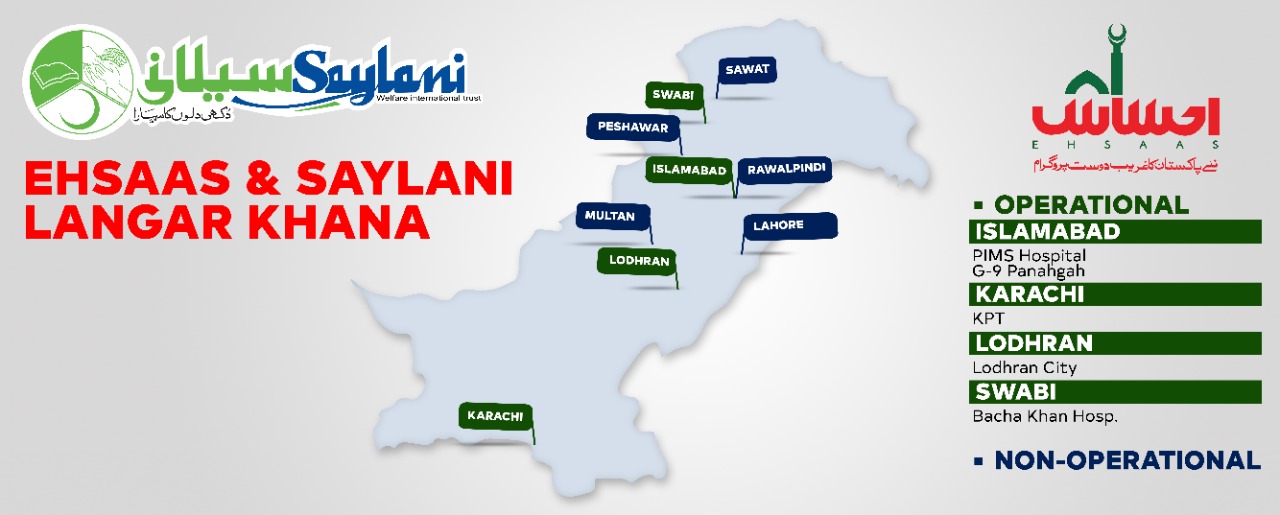 سیلانی Saylani
Welfare international trust
دُکھی دلوں کا سہارا
EHSAAS & SAYLANI
LANGAR KHANA
SAWAT
SWABI
PESHAWAR
ISLAMABAD
RAWALPINDI
MULTAN
LAHORE
LODHRAN
KARACHI
احساس
EHSAAS
نئے پاکستان کا غریب دوست پروگرام
▪ OPERATIONAL
ISLAMABAD
PIMS Hospital
G-9 Panahgah
KARACHI
KPT
LODHRAN
Lodhran City
SWABI
Bacha Khan Hosp.
▪ NON-OPERATIONAL